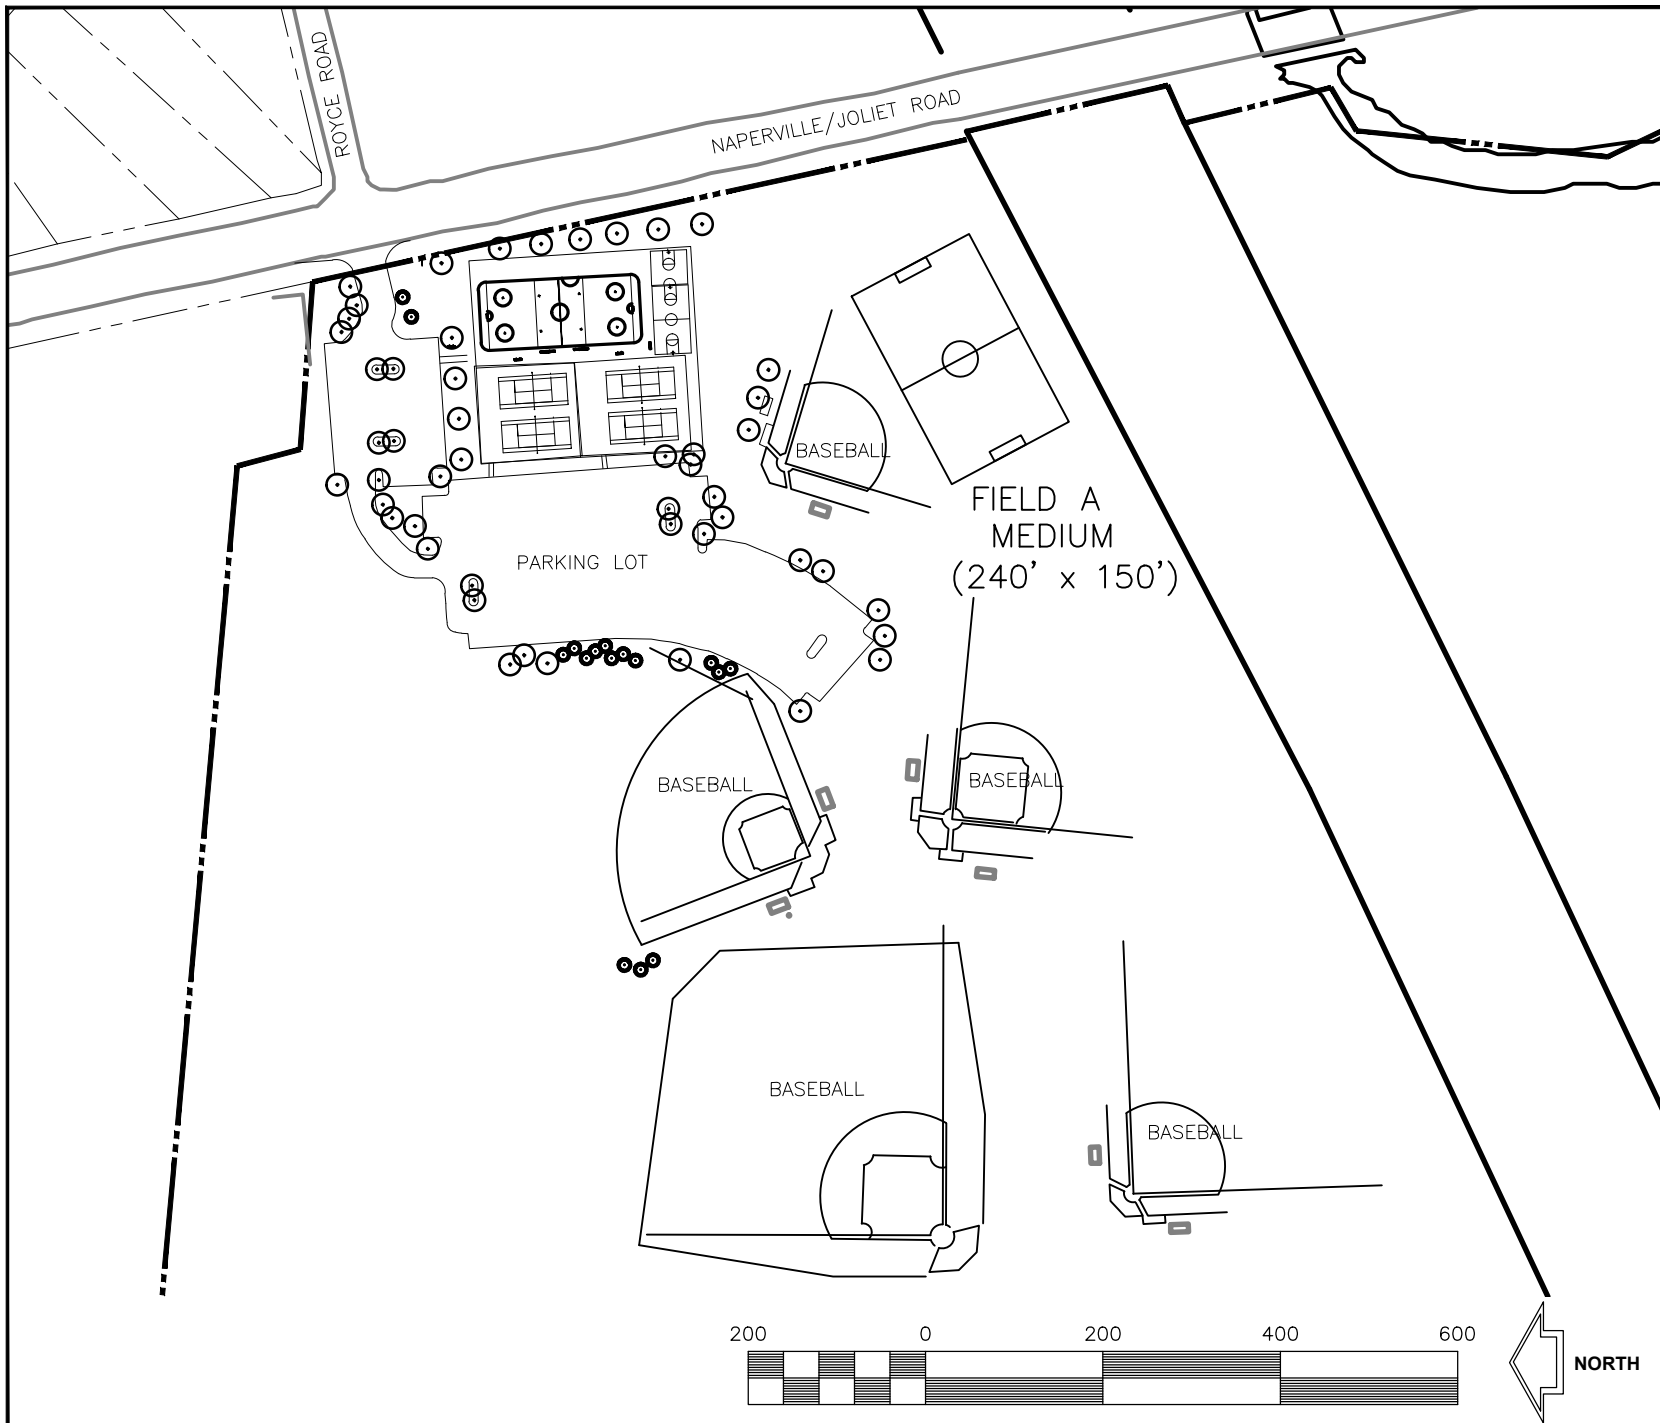 ROYCE ROAD
NAPERVILLE/JOLIET ROAD
BASEBALL
FIELD A
MEDIUM
(240' x 150')
PARKING LOT
BASEBALL
BASEBALL
BASEBALL
BASEBALL
200 0 200 400 600
NORTH